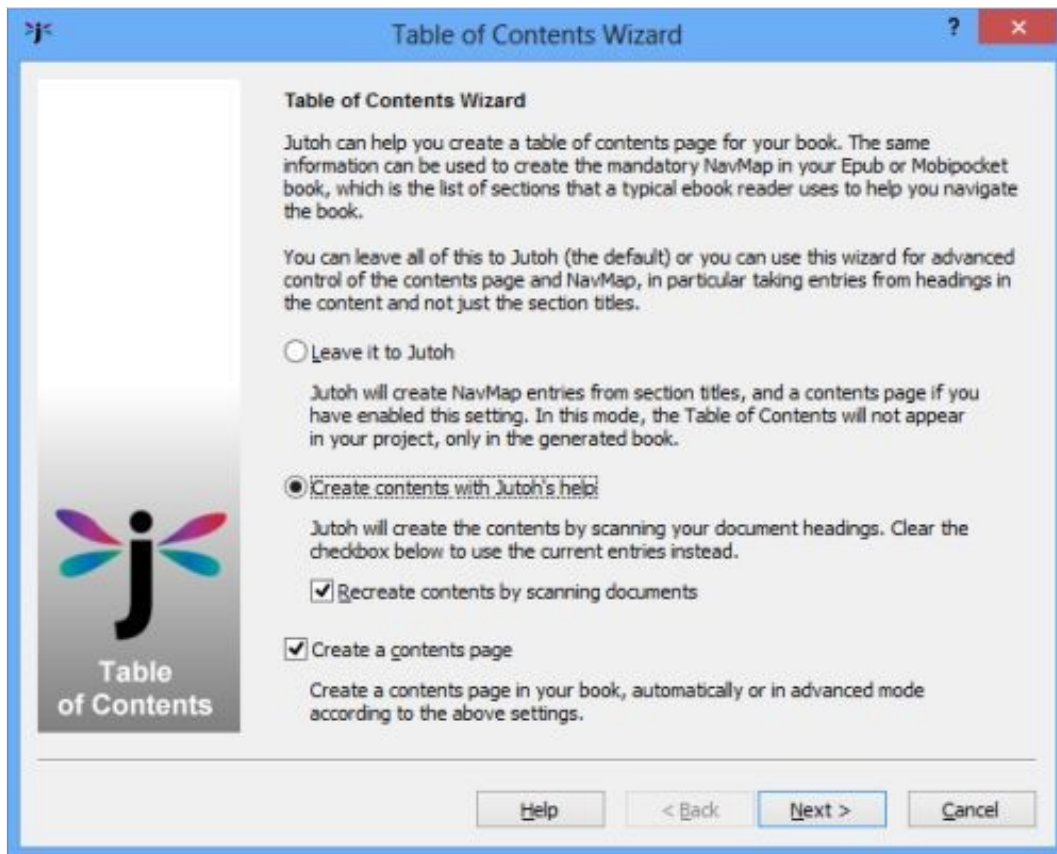 Table of Contents Wizard
?
Table of Contents Wizard
Jutoh can help you create a table of contents page for your book. The same
information can be used to create the mandatory NavMap in your Epub or Mobipocket
book, which is the list of sections that a typical ebook reader uses to help you navigate
the book.
You can leave all of this to Jutoh (the default) or you can use this wizard for advanced
control of the contents page and NavMap, in particular taking entries from headings in
the content and not just the section titles.
Leave it to Jutoh
Jutoh will create NavMap entries from section titles, and a contents page if you
have enabled this setting. In this mode, the Table of Contents will not appear
in your project, only in the generated book.
Create contents with Jutoh's help
Jutoh will create the contents by scanning your document headings. Clear the
checkbox below to use the current entries instead.
Recreate contents by scanning documents
Create a contents page
Create a contents page in your book, automatically or in advanced mode
according to the above settings.
j
Table
of Contents
Help
< Back
Next >
Cancel